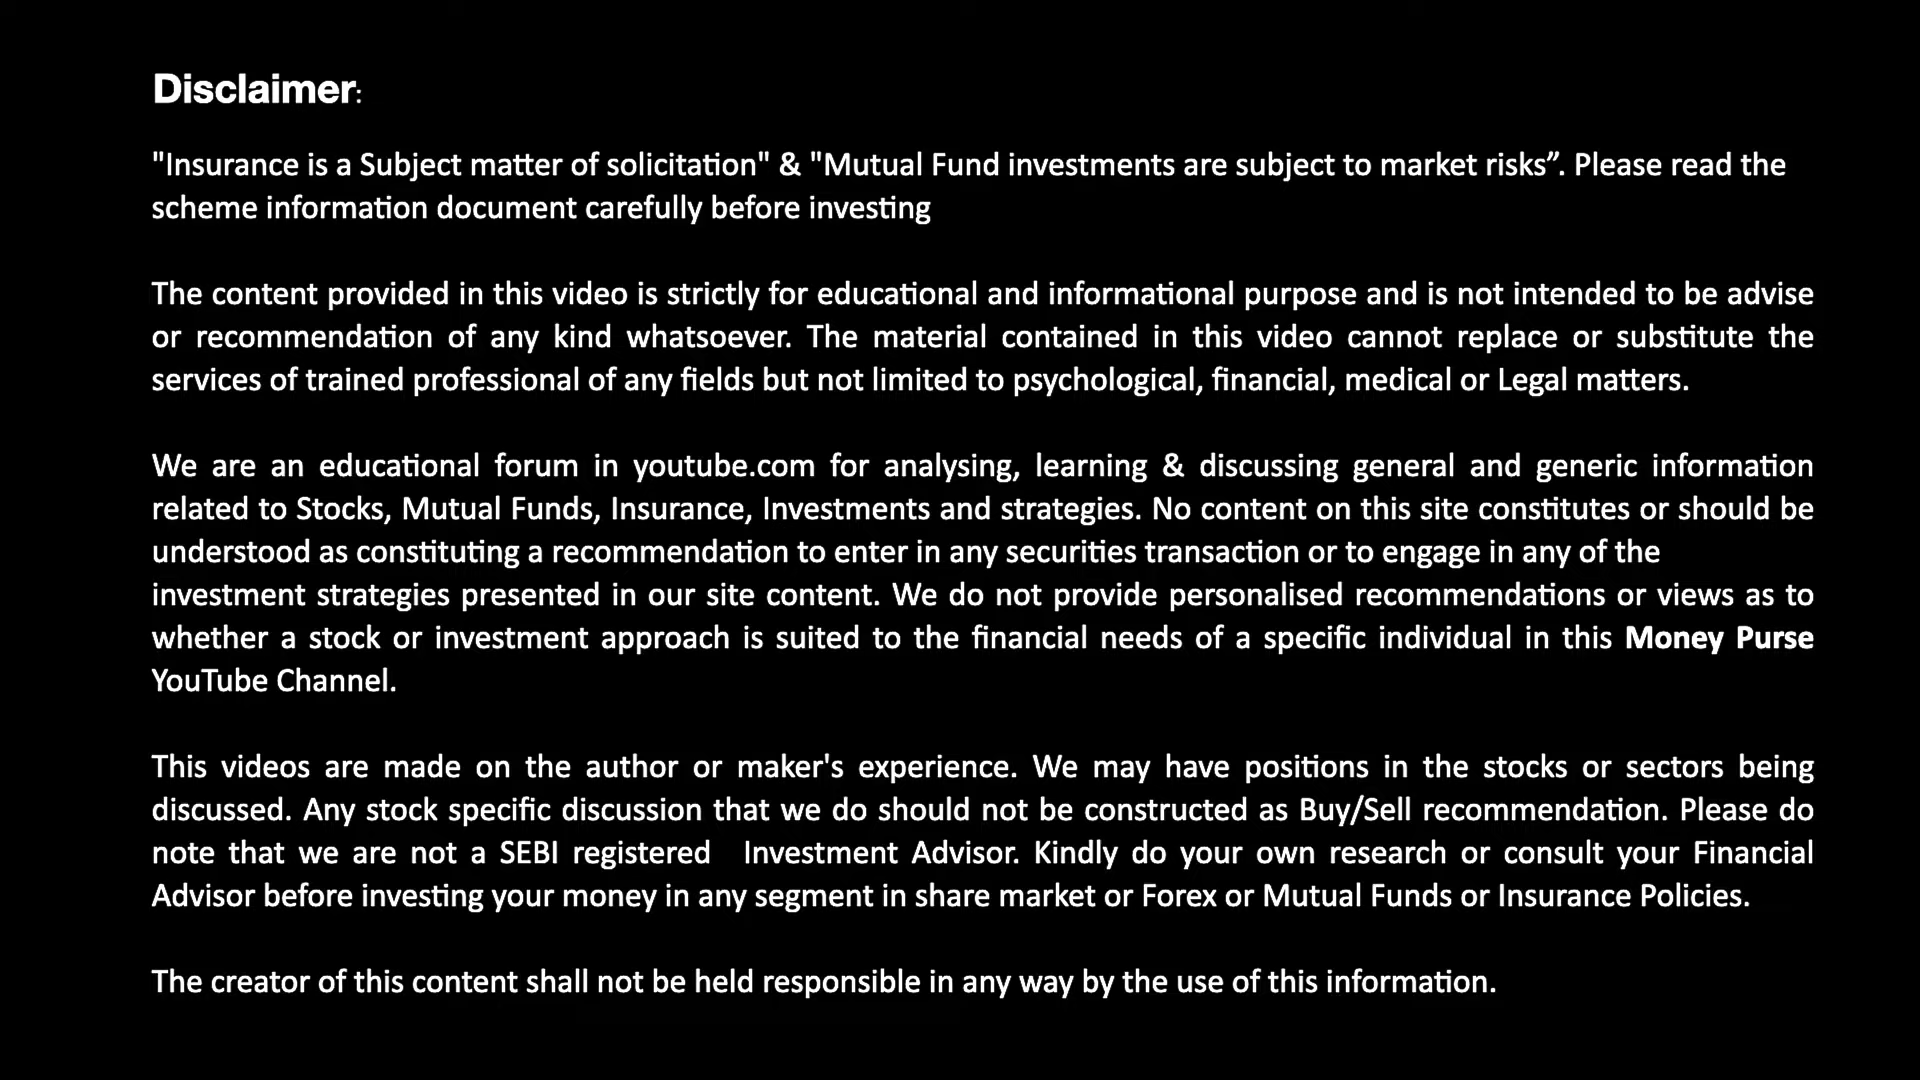 Disclaimer:
"Insurance is a Subject matter of solicitation" & "Mutual Fund investments are subject to market risks”. Please read the
scheme information document carefully before investing
The content provided in this video is strictly for educational and informational purpose and is not intended to be advise
or recommendation of any kind whatsoever. The material contained in this video cannot replace or substitute the
services of trained professional of any fields but not limited to psychological, financial, medical or Legal matters.
We are an educational forum in youtube.com for analysing, learning & discussing general and generic information
related to Stocks, Mutual Funds, Insurance, Investments and strategies. No content on this site constitutes or should be
understood as constituting a recommendation to enter in any securities transaction or to engage in any of the
investment strategies presented in our site content. We do not provide personalised recommendations or views as to
whether a stock or investment approach is suited to the financial needs of a specific individual in this Money Purse
YouTube Channel.
This videos are made on the author or maker's experience. We may have positions in the stocks or sectors being
discussed. Any stock specific discussion that we do should not be constructed as Buy/Sell recommendation. Please do
note that we are not a SEBI registered Investment Advisor. Kindly do your own research or consult your Financial
Advisor before investing your money in any segment in share market or Forex or Mutual Funds or Insurance Policies.
The creator of this content shall not be held responsible in any way by the use of this information.